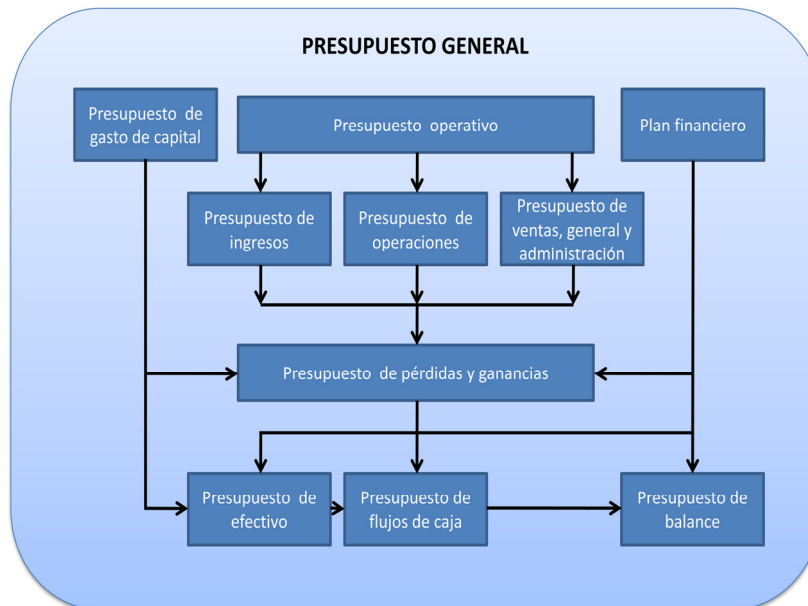 PRESUPUESTO GENERAL
Presupuesto de
gasto de capital
Presupuesto operativo
Plan financiero
Presupuesto de
ingresos
Presupuesto de
operaciones
Presupuesto de
ventas, general y
administración
Presupuesto de pérdidas y ganancias
Presupuesto de
efectivo
Presupuesto de
flujos de caja
Presupuesto de
balance